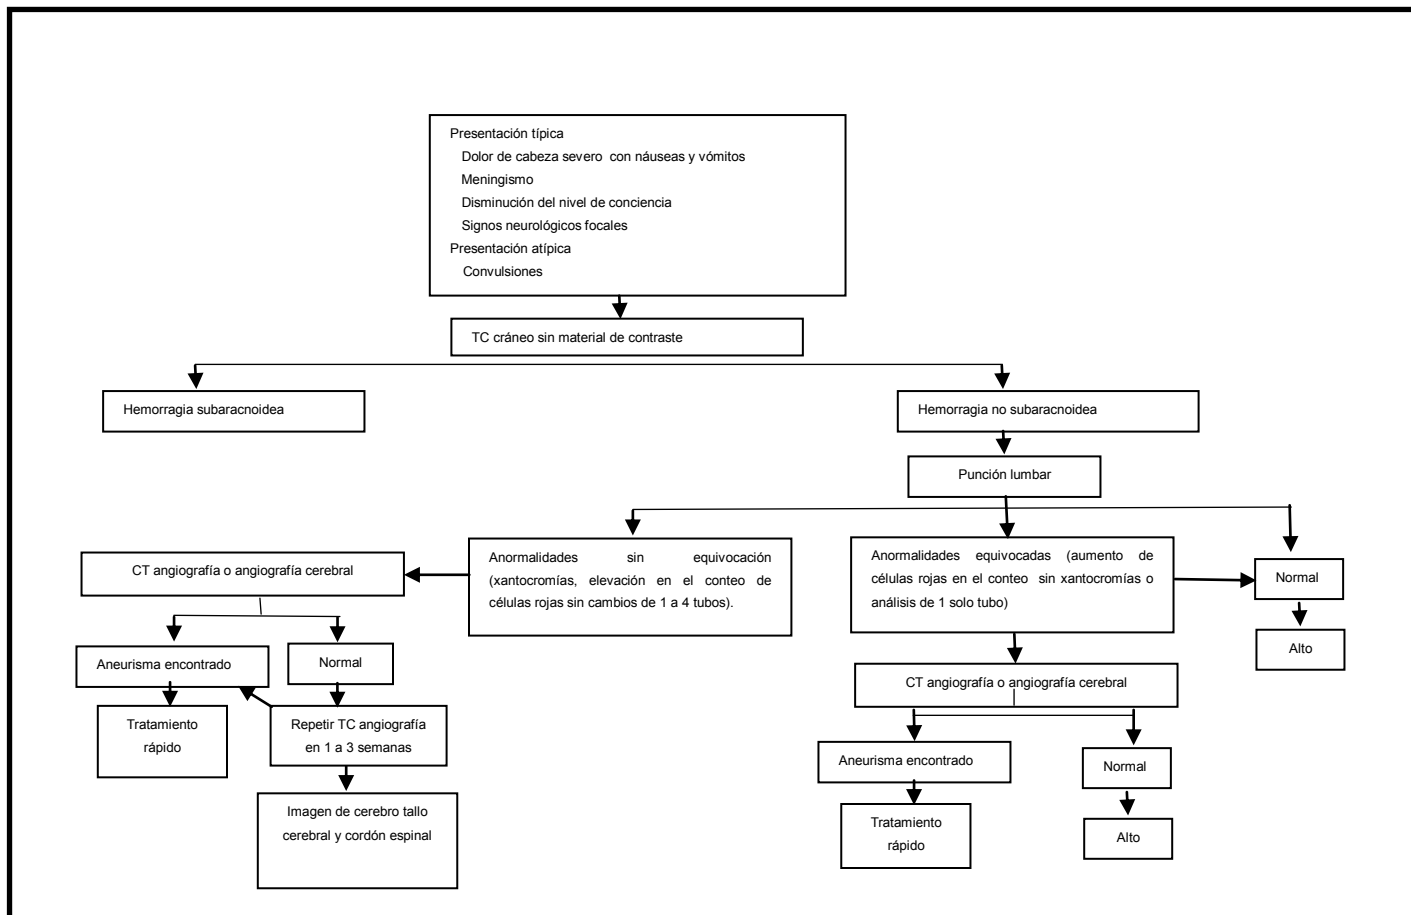 Presentación típica
Dolor de cabeza severo con náuseas y vómitos
Meningismo
Disminución del nivel de conciencia
Signos neurológicos focales
Presentación atípica
Convulsiones
TC cráneo sin material de contraste
Hemorragia subaracnoidea
Hemorragia no subaracnoidea
Punción lumbar
Anormalidades sin equivocación
(xantocromías, elevación en el conteo de
células rojas sin cambios de 1 a 4 tubos).
Anormalidades equivocadas (aumento de
células rojas en el conteo sin xantocromías o
análisis de 1 solo tubo)
Normal
Alto
CT angiografía o angiografía cerebral
Aneurisma encontrado
Normal
Tratamiento
rápido
Repetir TC angiografía
en 1 a 3 semanas
Imagen de cerebro tallo
cerebral y cordón espinal
CT angiografía o angiografía cerebral
Aneurisma encontrado
Normal
Tratamiento
rápido
Alto